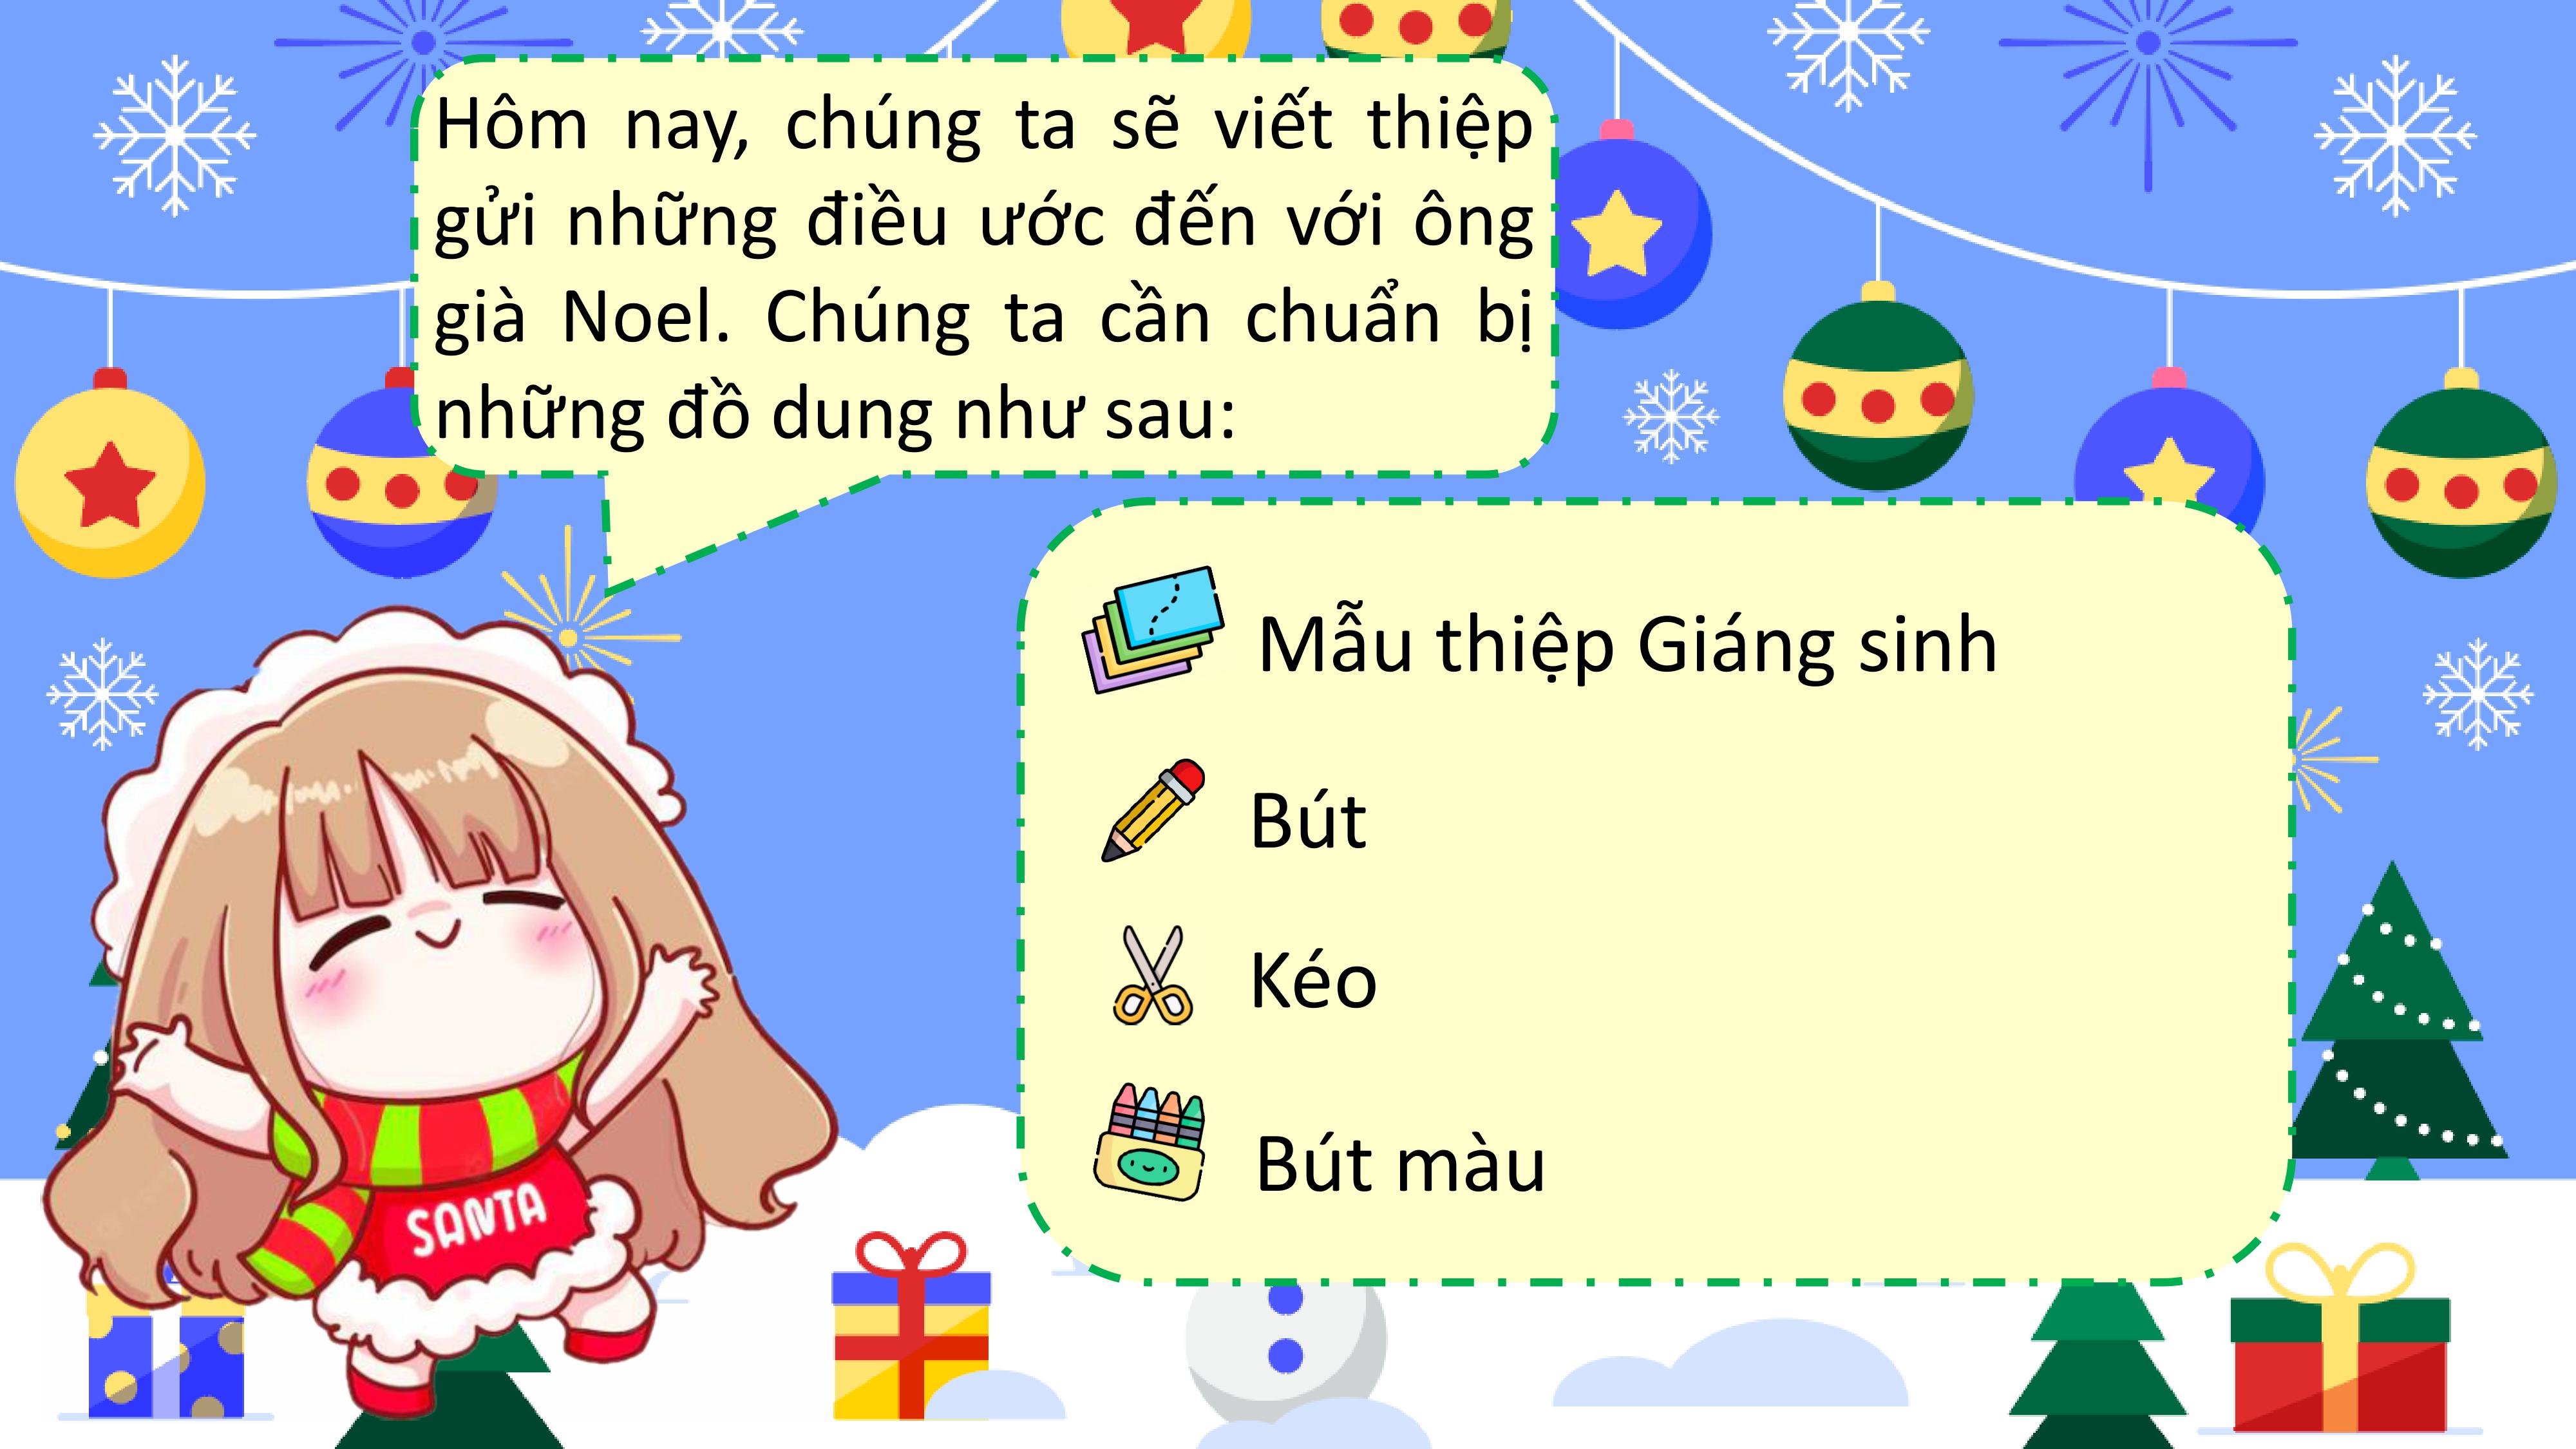 Hôm nay, chúng ta sẽ viết thiệp
gửi những điều ước đến với ông
già Noel. Chúng ta cần chuẩn bị
những đồ dung như sau:
Mẫu thiệp Giáng sinh
Bút
Kéo
Bút màu
SANTA